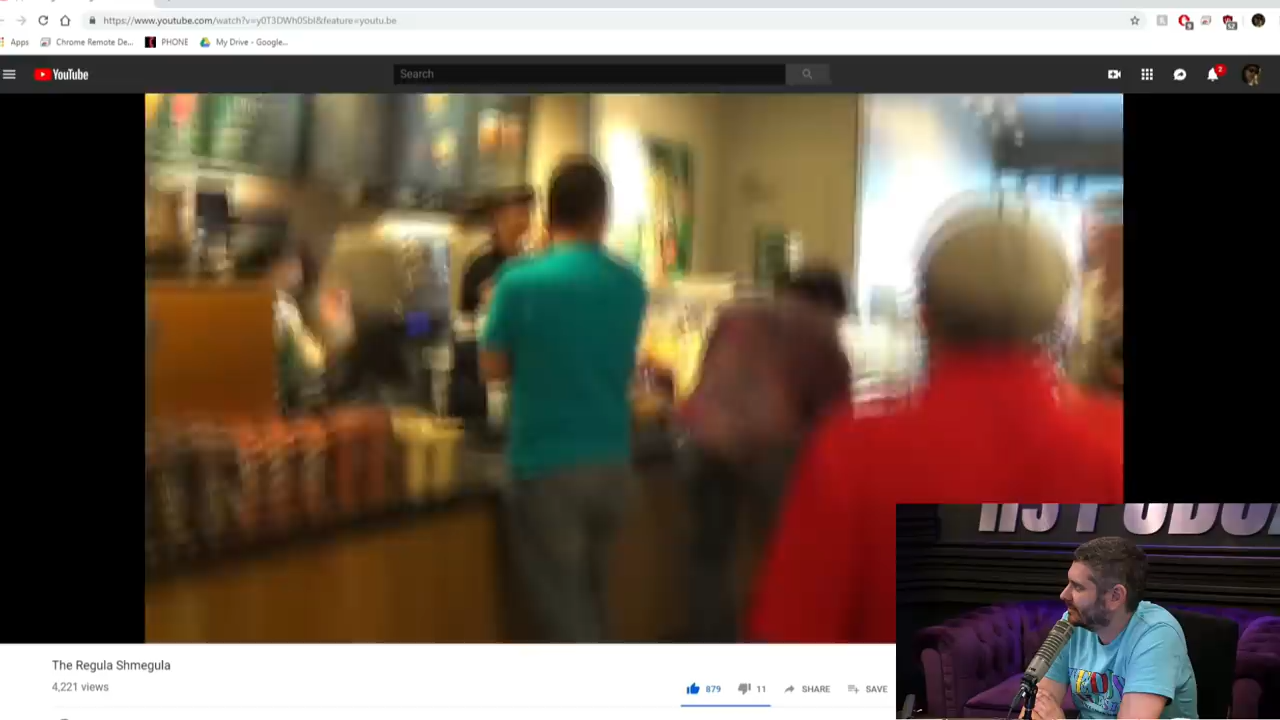 https://www.youtube.com/watch?v=y0T3DWh0SbI&feature=youtu.be
Apps Chrome Remote De... PHONE My Drive - Google...
YouTube Search 2
The Regula Shmegula
4,221 views 879 11 SHARE SAVE